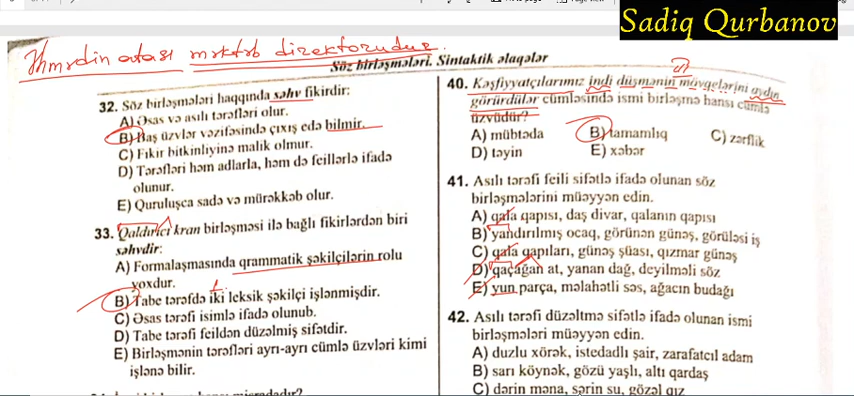 Sadiq Qurbanov
Əhmədin atası məktəb direktorudur.
Söz birləşmələri. Sintaktik əlaqələr
32. Söz birləşmələri haqqında səhv fikirdir:
A) Əsas və asılı tərəfləri olur.
B) Baş üzvlər vəzifəsində çıxış edə bilmir.
C) Fikir bitkinliyinə malik olmur.
D) Tərəfləri həm adlarla, həm də feillərlə ifadə
olunur.
E) Quruluşca sadə və mürəkkəb olur.
33. Qaldırıcı kran birləşməsi ilə bağlı fikirlərdən biri
səhvdir:
A) Formalaşmasında qrammatik şəkilçilərin rolu
yoxdur.
B) Tabe tərəfdə iki leksik şəkilçi işlənmişdir.
C) Əsas tərəfi isimlə ifadə olunub.
D) Tabe tərəfi feildən düzəlmiş sifətdir.
E) Birləşmənin tərəfləri ayrı-ayrı cümlə üzvləri kimi
işlənə bilir.
40. Kəşfiyyatçılarımız indi düşmənin mövqelərini aydın
görürdülər cümləsində ismi birləşmə hansı cümlə
üzvüdür?
A) mübtəda B) tamamlıq C) zərflik
D) təyin E) xəbər
41. Asılı tərəfi feili sifətlə ifadə olunan söz
birləşmələrini müəyyən edin.
A) qala qapısı, daş divar, qalanın qapısı
B) yandırılmış ocaq, görünən günəş, görüləsi iş
C) qala qapıları, günəş şüası, qızmar günəş
D) qaçağan at, yanan dağ, deyilməli söz
E) yun parça, məlahətli səs, ağacın budağı
42. Asılı tərəfi düzəltmə sifətlə ifadə olunan ismi
birləşmələri müəyyən edin.
A) duzlu xörək, istedadlı şair, zarafatcıl adam
B) sarı köynək, gözü yaşlı, altı qardaş
C) dərin məna, sərin su, gözəl qız